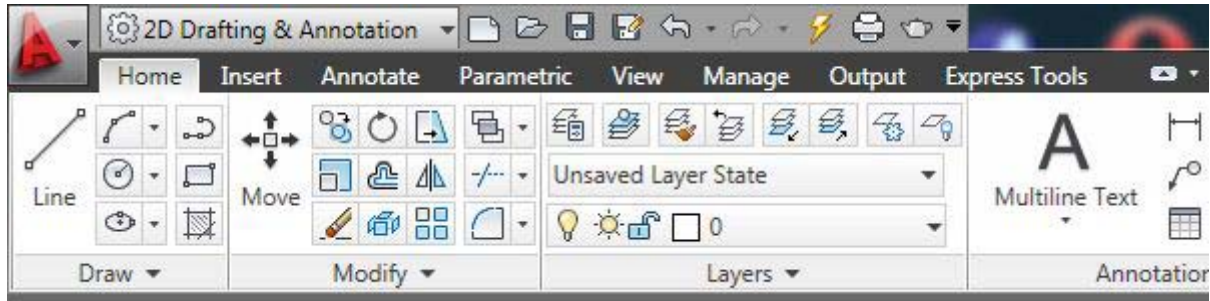 2D Drafting & Annotation
Home Insert Annotate Parametric View Manage Output Express Tools
Unsaved Layer State
Line Move Multiline Text
0
Draw Modify Layers Annotation